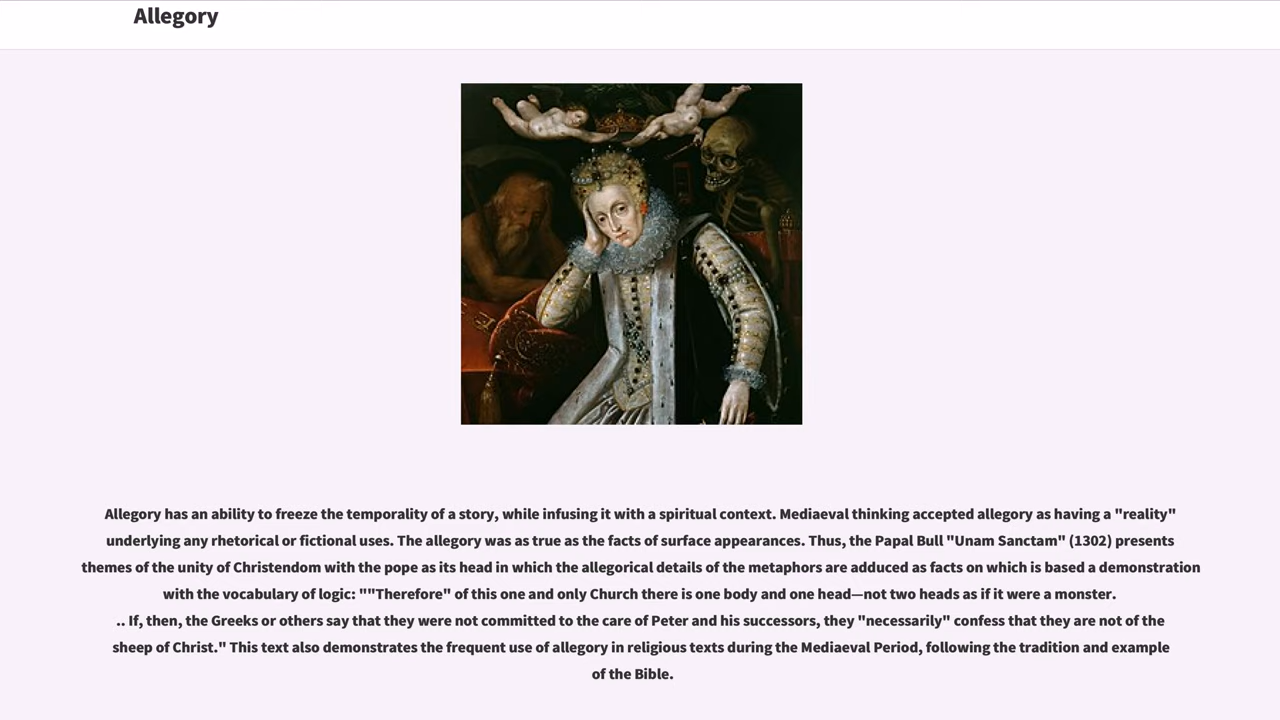 Allegory
Allegory has an ability to freeze the temporality of a story, while infusing it with a spiritual context. Mediaeval thinking accepted allegory as having a "reality"
underlying any rhetorical or fictional uses. The allegory was as true as the facts of surface appearances. Thus, the Papal Bull "Unam Sanctam" (1302) presents
themes of the unity of Christendom with the pope as its head in which the allegorical details of the metaphors are adduced as facts on which is based a demonstration
with the vocabulary of logic: ""Therefore" of this one and only Church there is one body and one head—not two heads as if it were a monster.
.. If, then, the Greeks or others say that they were not committed to the care of Peter and his successors, they "necessarily" confess that they are not of the
sheep of Christ." This text also demonstrates the frequent use of allegory in religious texts during the Mediaeval Period, following the tradition and example
of the Bible.